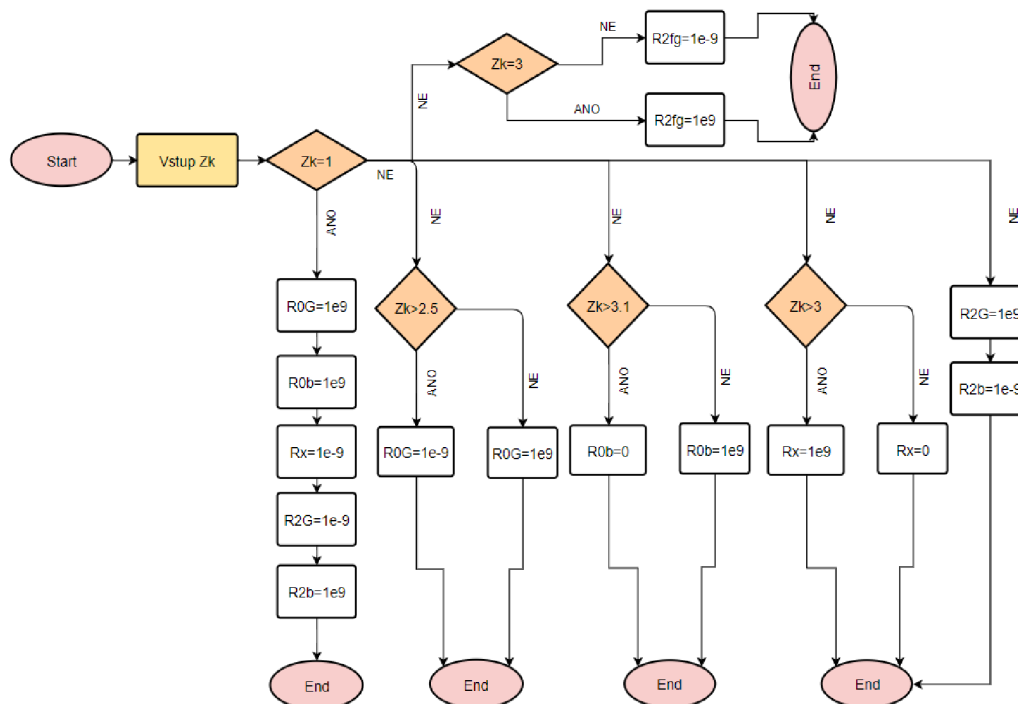 NE
R2fg=1e-9
Zk=3
End
NE
ANO
R2fg=1e9
Start
Vstup Zk
Zk=1
NE
ANO
NE
NE
NE
NE
R0G=1e9
Zk>2.5
Zk>3.1
Zk>3
R2G=1e9
R0b=1e9
ANO
NE
ANO
NE
ANO
NE
R2b=1e-9
Rx=1e-9
R0G=1e-9
R0G=1e9
R0b=0
R0b=1e9
Rx=1e9
Rx=0
R2G=1e-9
R2b=1e9
End
End
End
End